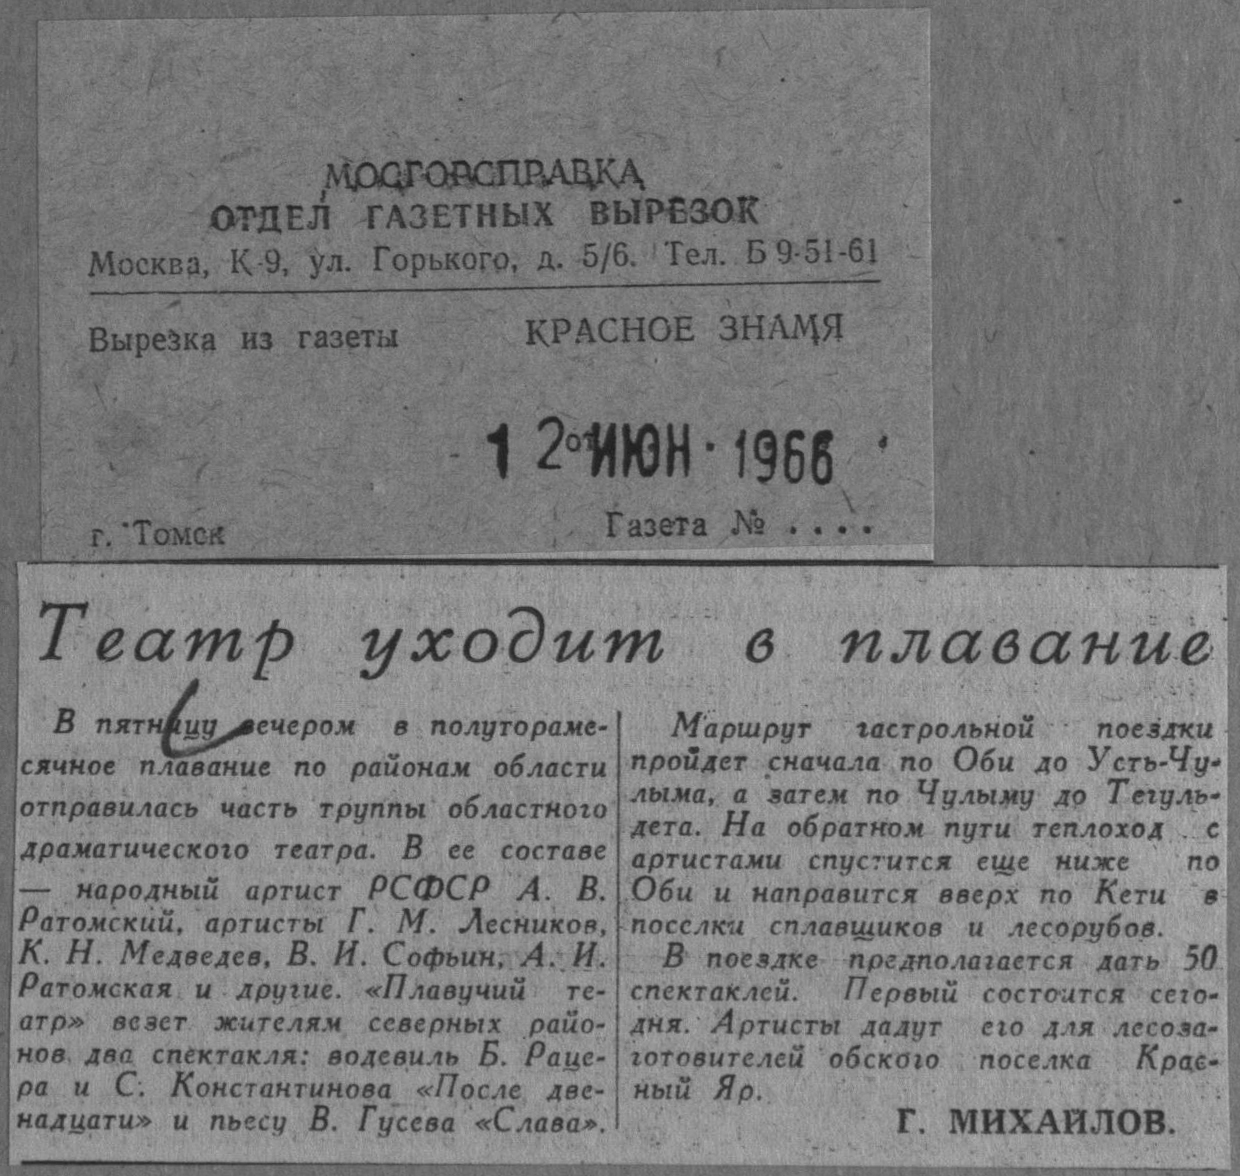 МОСГОРСПРАВКА
ОТДЕЛ ГАЗЕТНЫХ ВЫРЕЗОК
Москва, К-9, ул. Горького, д. 5/6. Тел. Б 9-51-61
Вырезка из газеты КРАСНОЕ ЗНАМЯ
12 от ИЮН · 1966
г. Томск Газета № . . . .
Театр уходит в плавание
В пятницу вечером в полутораме-
сячное плавание по районам области
отправилась часть труппы областного
драматического театра. В ее составе
— народный артист РСФСР А. В.
Ратомский, артисты Г. М. Лесников,
К. Н. Медведев, В. И. Софьин, А. И.
Ратомская и другие. «Плавучий те-
атр» везет жителям северных райо-
нов два спектакля: водевиль Б. Раце-
ра и С. Константинова «После две-
надцати» и пьесу В. Гусева «Слава».
Маршрут гастрольной поездки
пройдет сначала по Оби до Усть-Чу-
лыма, а затем по Чулыму до Тегуль-
дета. На обратном пути теплоход с
артистами спустится еще ниже по
Оби и направится вверх по Кети в
поселки сплавщиков и лесорубов.
В поездке предполагается дать 50
спектаклей. Первый состоится сего-
дня. Артисты дадут его для лесоза-
готовителей обского поселка Крас-
ный Яр.
Г. МИХАЙЛОВ.